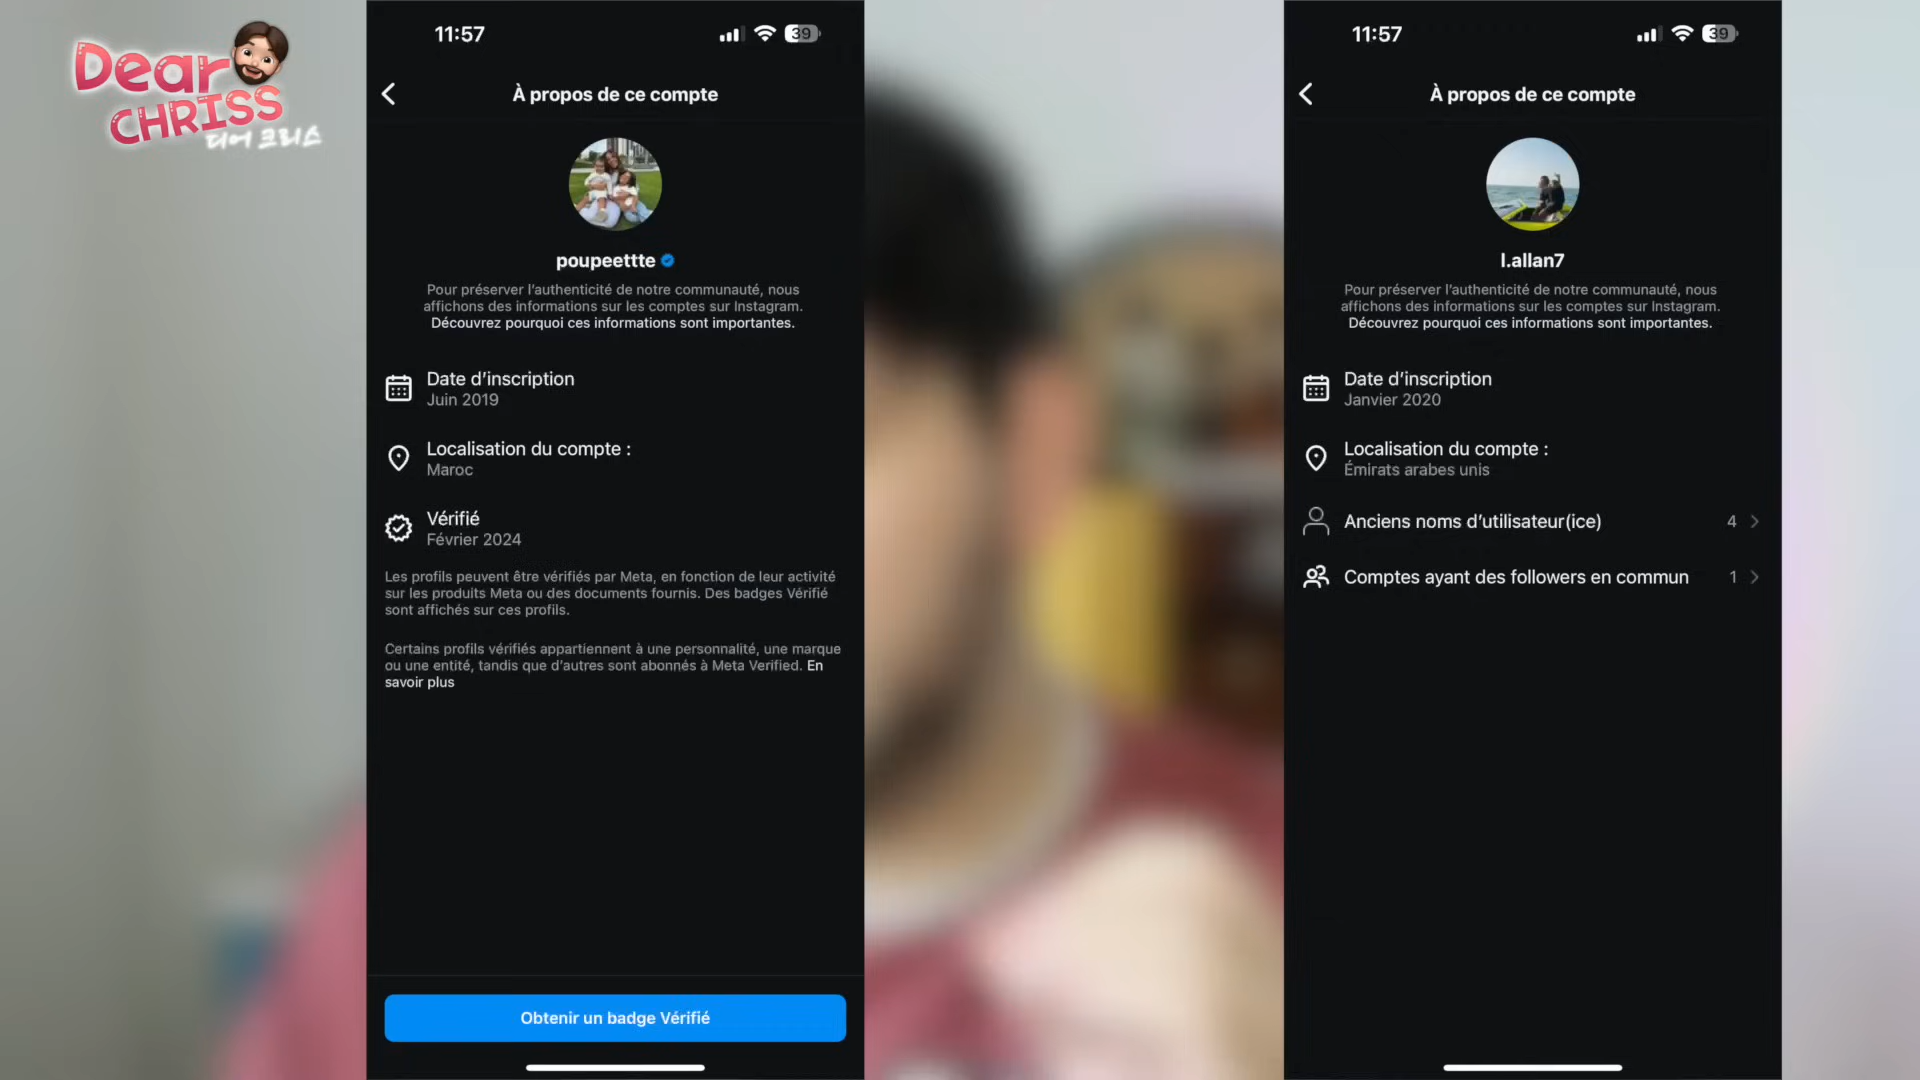 Dear
CHRISS
디어 크리스
11:57
39
À propos de ce compte
poupeettte
Pour préserver l'authenticité de notre communauté, nous
affichons des informations sur les comptes sur Instagram.
Découvrez pourquoi ces informations sont importantes.
Date d'inscription
Juin 2019
Localisation du compte :
Maroc
Vérifié
Février 2024
Les profils peuvent être vérifiés par Meta, en fonction de leur activité
sur les produits Meta ou des documents fournis. Des badges Vérifié
sont affichés sur ces profils.
Certains profils vérifiés appartiennent à une personnalité, une marque
ou une entité, tandis que d'autres sont abonnés à Meta Verified. En
savoir plus
Obtenir un badge Vérifié
11:57
39
À propos de ce compte
l.allan7
Pour préserver l'authenticité de notre communauté, nous
affichons des informations sur les comptes sur Instagram.
Découvrez pourquoi ces informations sont importantes.
Date d'inscription
Janvier 2020
Localisation du compte :
Émirats arabes unis
Anciens noms d'utilisateur(ice) 4
Comptes ayant des followers en commun 1